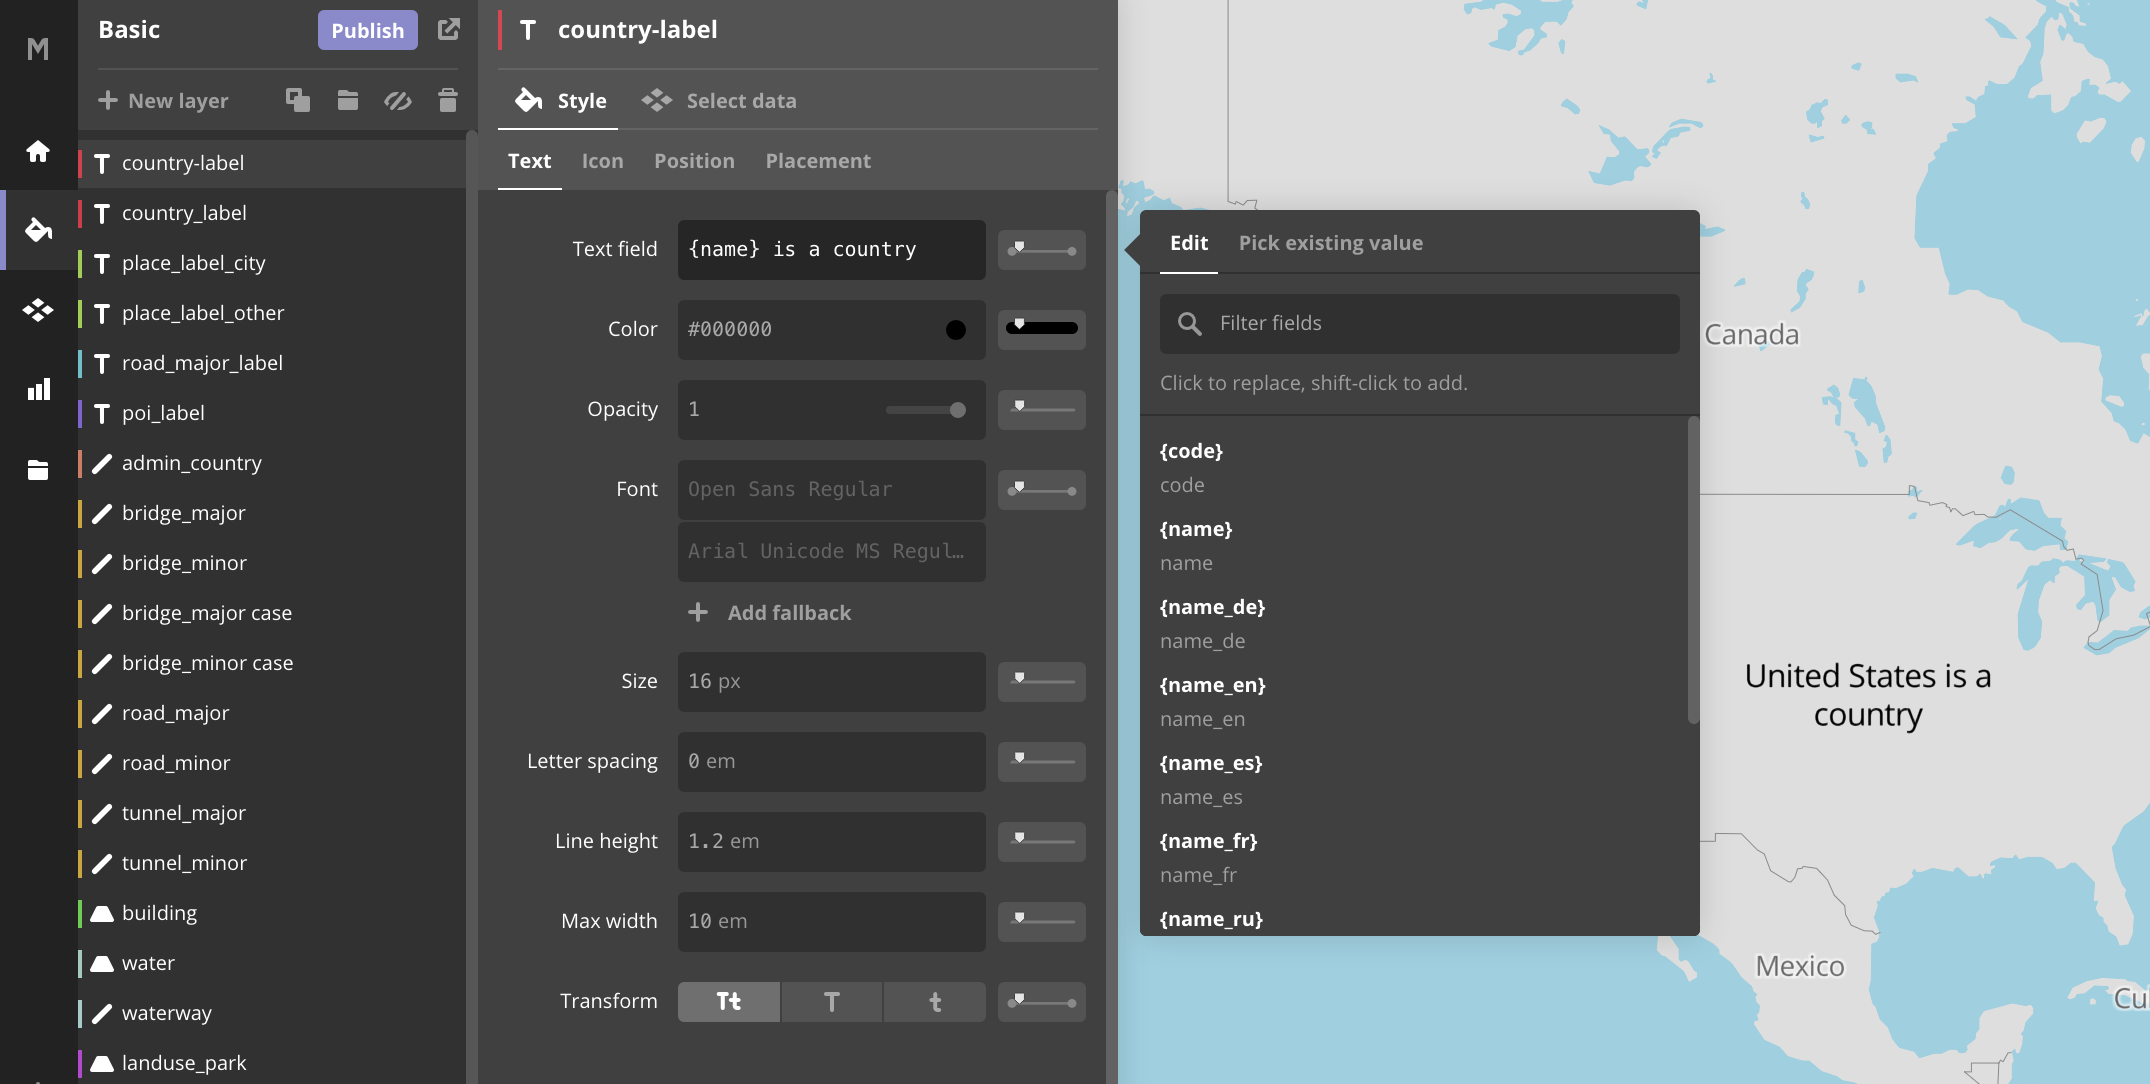 M
Basic
Publish
New layer
country-label
country_label
place_label_city
place_label_other
road_major_label
poi_label
admin_country
bridge_major
bridge_minor
bridge_major case
bridge_minor case
road_major
road_minor
tunnel_major
tunnel_minor
building
water
waterway
landuse_park
T country-label
Style Select data
Text Icon Position Placement
Text field {name} is a country
Color #000000
Opacity 1
Font Open Sans Regular
Arial Unicode MS Regul…
Add fallback
Size 16 px
Letter spacing 0 em
Line height 1.2 em
Max width 10 em
Transform Tt T t
Edit Pick existing value
Filter fields
Click to replace, shift-click to add.
{code}
code
{name}
name
{name_de}
name_de
{name_en}
name_en
{name_es}
name_es
{name_fr}
name_fr
{name_ru}
Canada
United States is a
country
Mexico
Cu